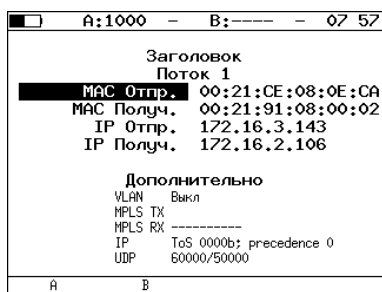 A:1000 – B:---- – 07 57
Заголовок
Поток 1
MAC Отпр. 00:21:CE:08:0E:CA
MAC Получ. 00:21:91:08:00:02
IP Отпр. 172.16.3.143
IP Получ. 172.16.2.106
Дополнительно
VLAN Выкл
MPLS TX
MPLS RX ----------
IP ToS 0000b; precedence 0
UDP 60000/50000
A B